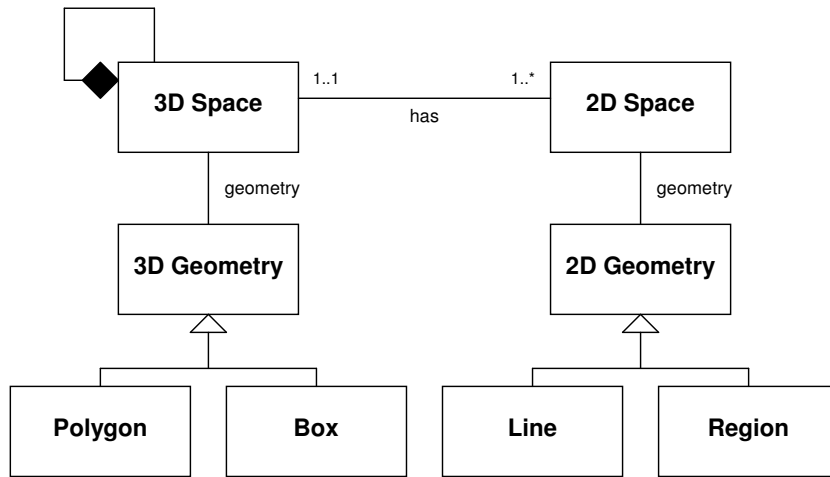 1..1
1..*
3D Space
2D Space
has
geometry
geometry
3D Geometry
2D Geometry
Polygon
Box
Line
Region